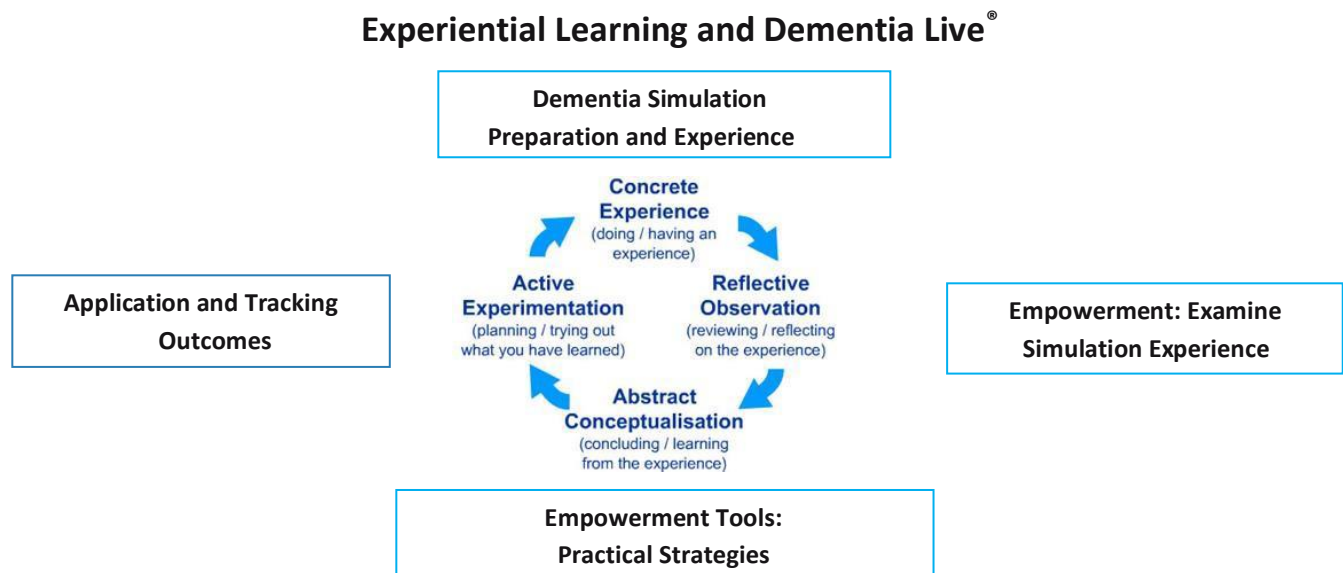 Experiential Learning and Dementia Live®
Dementia Simulation
Preparation and Experience
Concrete
Experience
(doing / having an
experience)
Application and Tracking
Outcomes
Active
Experimentation
(planning / trying out
what you have learned)
Reflective
Observation
(reviewing / reflecting
on the experience)
Empowerment: Examine
Simulation Experience
Abstract
Conceptualisation
(concluding / learning
from the experience)
Empowerment Tools:
Practical Strategies